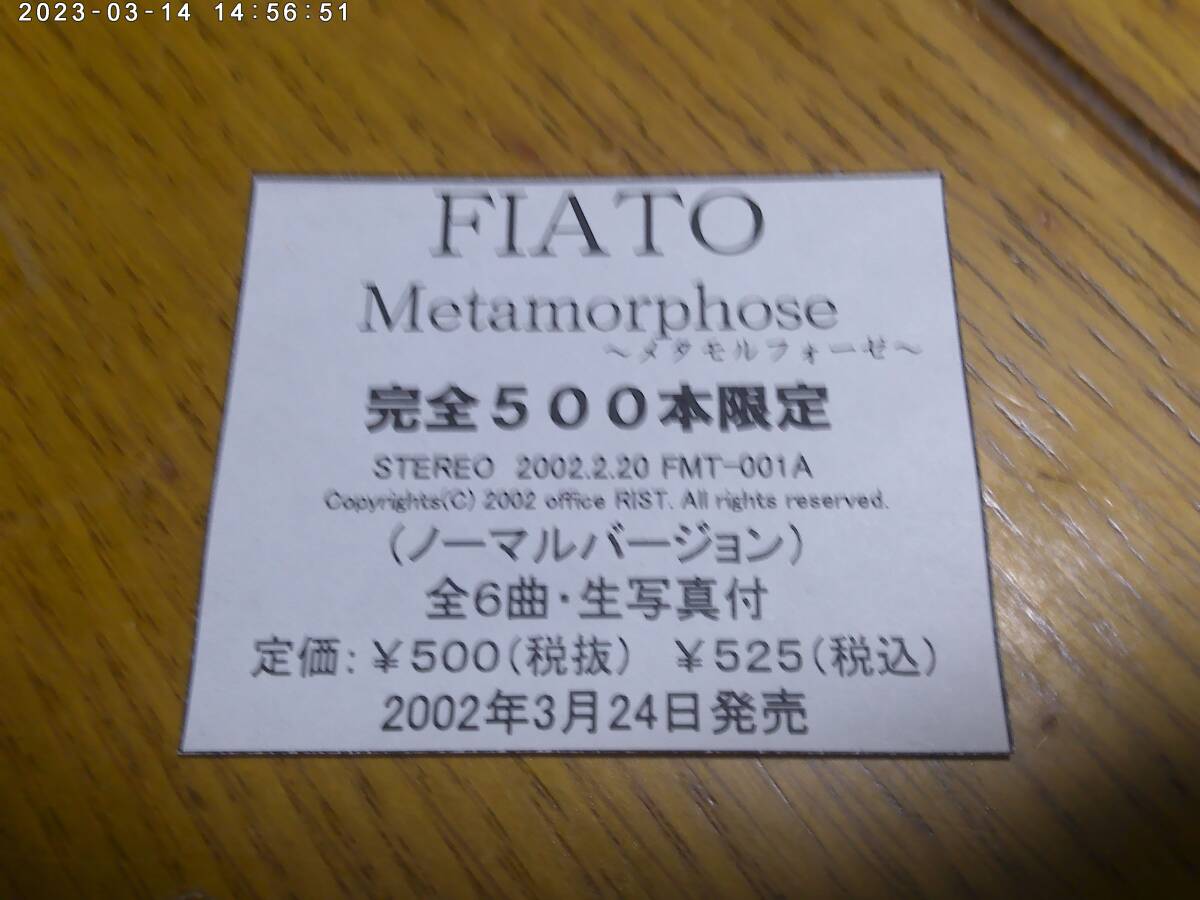 2023-03-14 14:56:51
FIATO
Metamorphose
～メタモルフォーゼ～
完全５００本限定
STEREO 2002.2.20 FMT-001A
Copyrights(C) 2002 office RIST. All rights reserved.
(ノーマルバージョン)
全６曲・生写真付
定価:￥500(税抜) ￥525(税込)
2002年3月24日発売